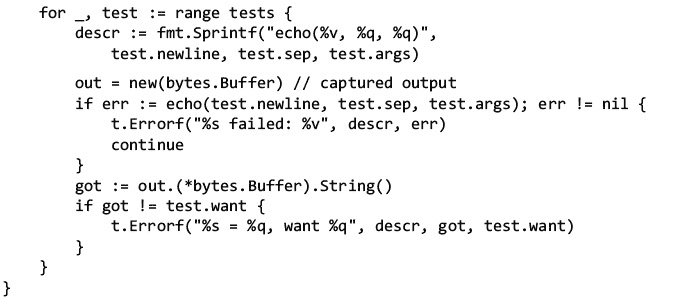 for _, test := range tests {
        descr := fmt.Sprintf("echo(%v, %q, %q)",
            test.newline, test.sep, test.args)
        out = new(bytes.Buffer) // captured output
        if err := echo(test.newline, test.sep, test.args); err != nil {
            t.Errorf("%s failed: %v", descr, err)
            continue
        }
        got := out.(*bytes.Buffer).String()
        if got != test.want {
            t.Errorf("%s = %q, want %q", descr, got, test.want)
        }
    }
}